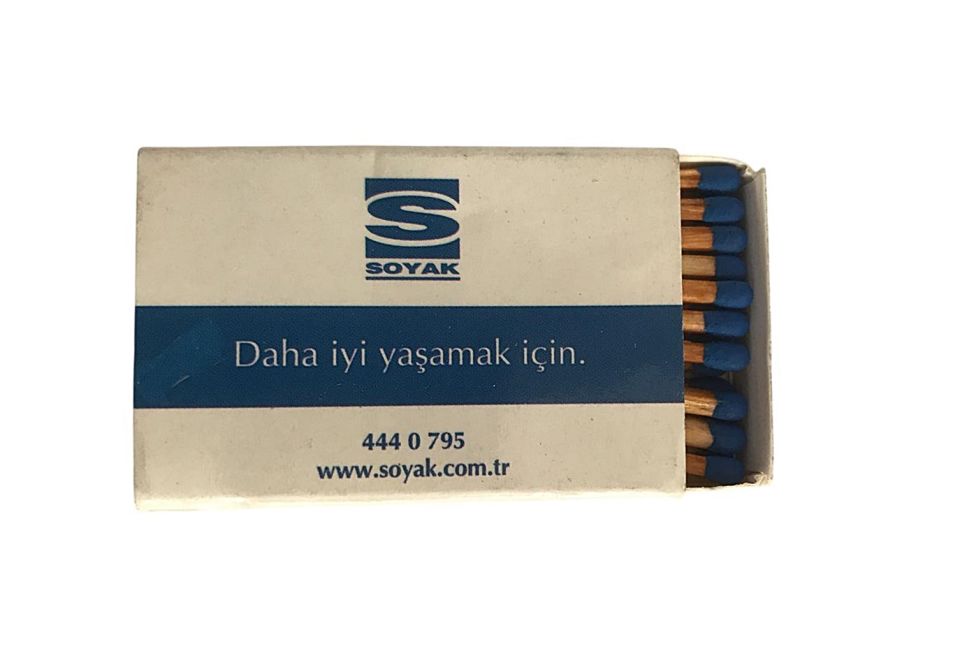 S
SOYAK
Daha iyi yaşamak için.
444 0 795
www.soyak.com.tr